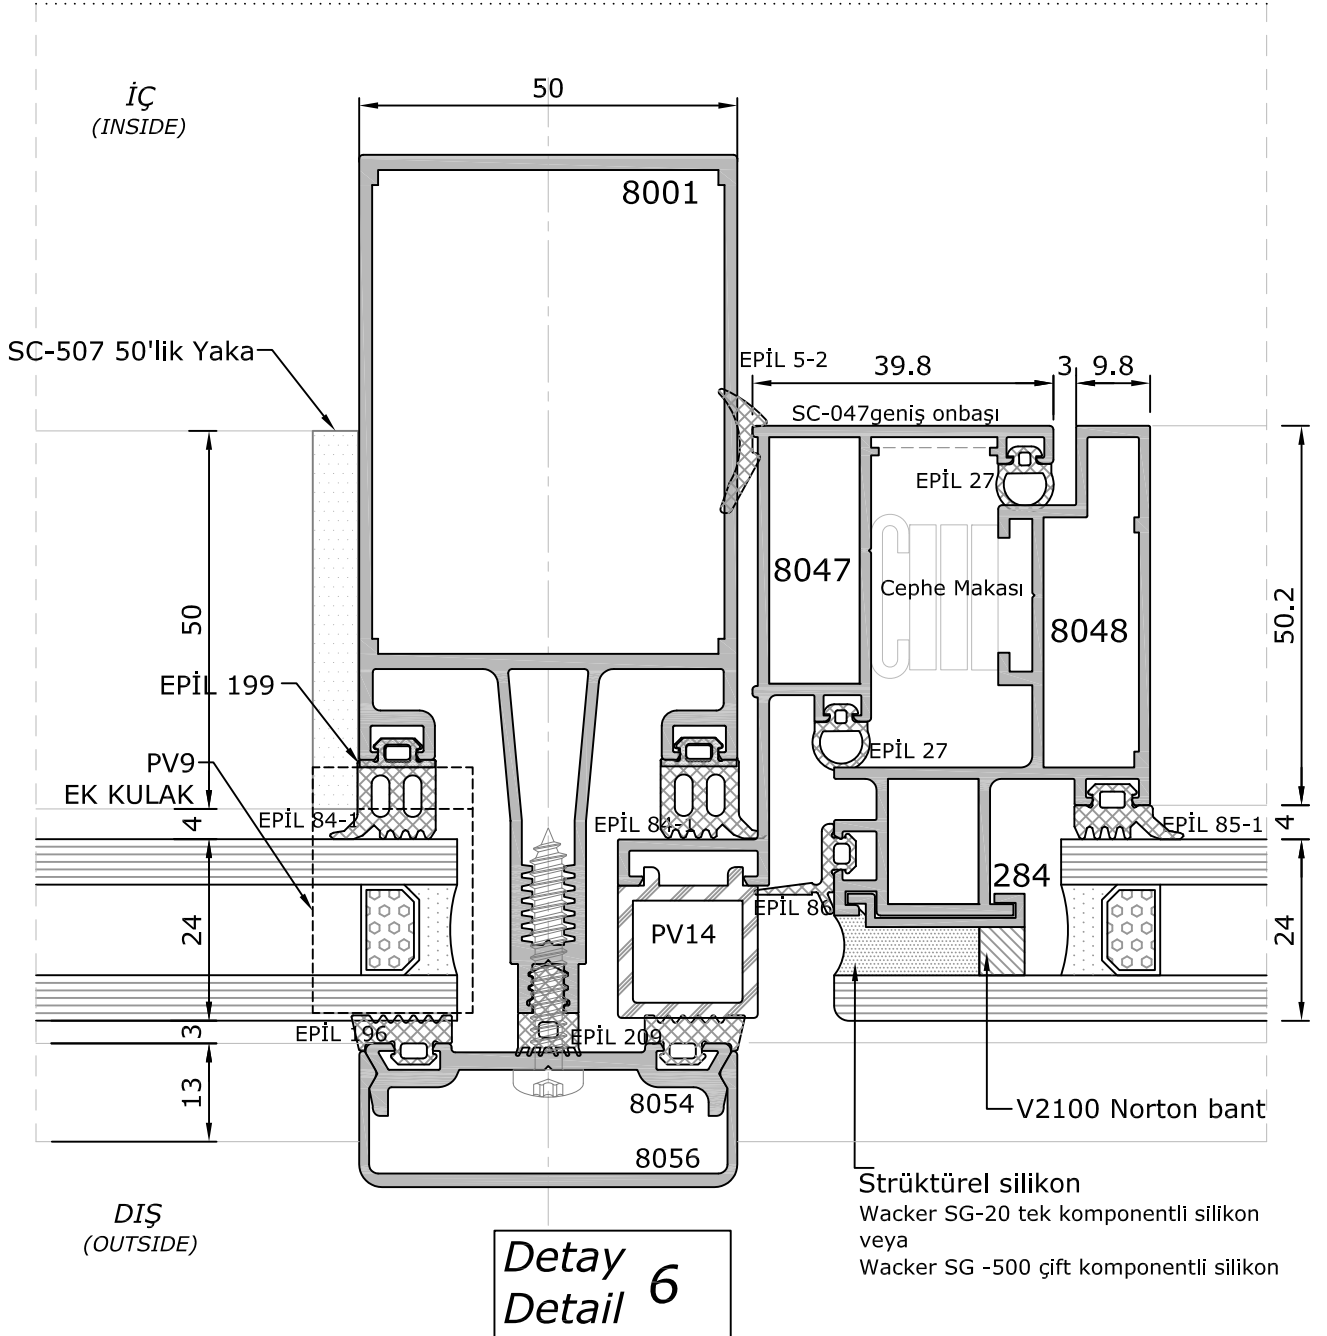 İÇ
(INSIDE)
50
8001
SC-507 50'lik Yaka
EPİL 5-2
39.8
3
9.8
SC-047geniş onbaşı
EPİL 27
50
8047
Cephe Makası
8048
50.2
EPİL 199
PV9
EK KULAK
EPİL 27
4
EPİL 84-1
EPİL 84-1
EPİL 85-1
4
284
24
EPİL 86
PV14
24
3
EPİL 196
EPİL 209
13
8054
V2100 Norton bant
8056
Strüktürel silikon
Wacker SG-20 tek komponentli silikon
veya
Wacker SG -500 çift komponentli silikon
DIŞ
(OUTSIDE)
Detay
Detail
6